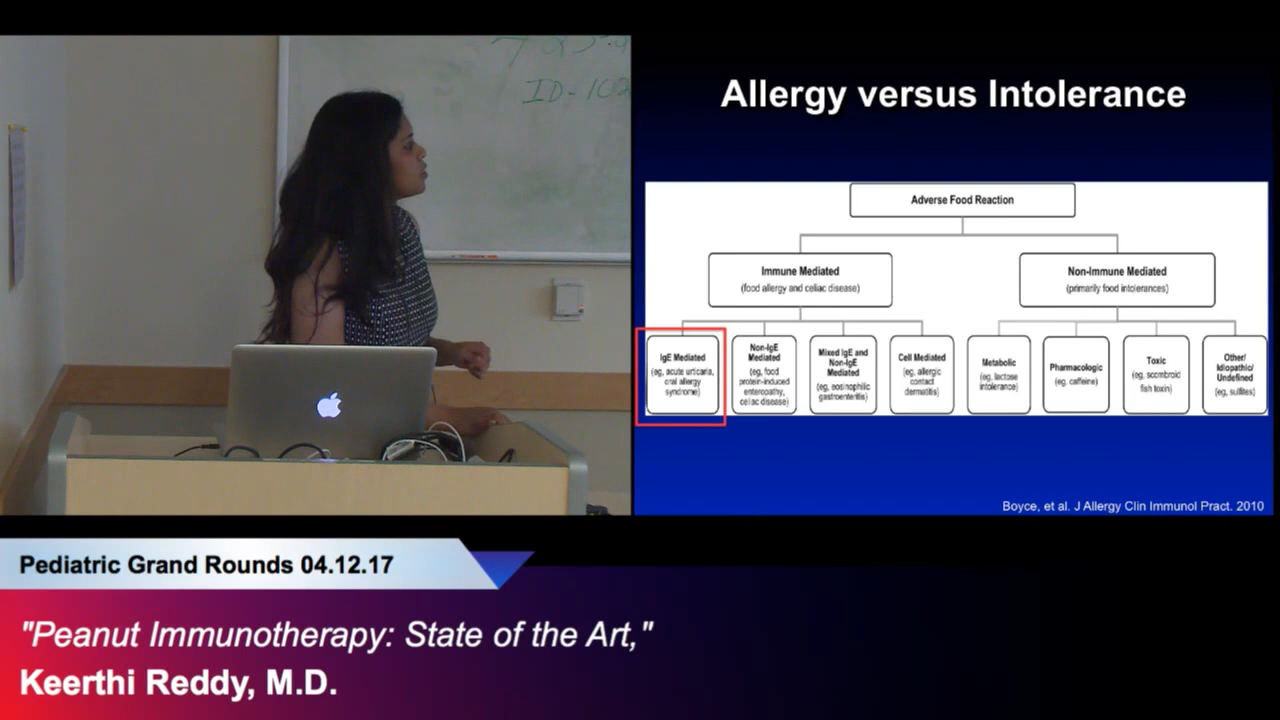 ID-102
Allergy versus Intolerance
Adverse Food Reaction
Immune Mediated
(food allergy and celiac disease)
Non-Immune Mediated
(primarily food intolerances)
IgE Mediated
(eg, acute urticaria,
oral allergy
syndrome)
Non-IgE
Mediated
(eg, food
protein-induced
enteropathy,
celiac disease)
Mixed IgE and
Non-IgE
Mediated
(eg, eosinophilic
gastroenteritis)
Cell Mediated
(eg, allergic
contact
dermatitis)
Metabolic
(eg, lactose
intolerance)
Pharmacologic
(eg. caffeine)
Toxic
(eg, scombroid
fish toxin)
Other/
Idiopathic/
Undefined
(eg, sulfites)
Boyce, et al. J Allergy Clin Immunol Pract. 2010
Pediatric Grand Rounds 04.12.17
"Peanut Immunotherapy: State of the Art,"
Keerthi Reddy, M.D.